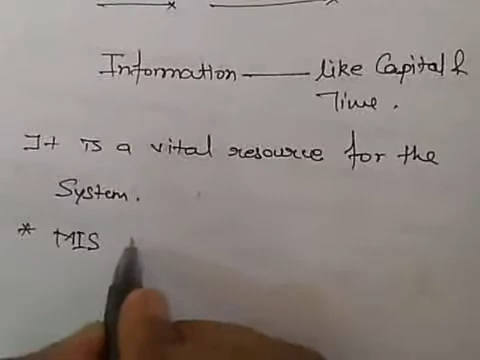 Information —— like Capital &
Time.
It is a vital resource for the
System.
* MIS